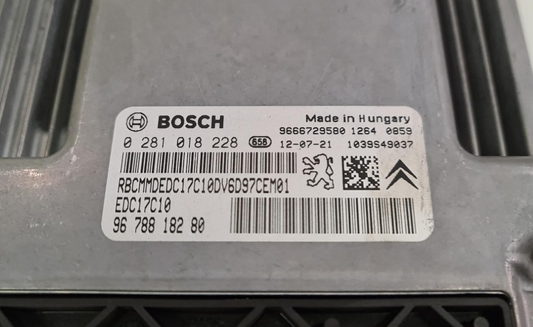 BOSCH
Made in Hungary
9666729580 1264 0859
0 281 018 228 658 12-07-21 1039S49037
RBCMMDEDC17C10DV6D97CEM01
EDC17C10
96 788 182 80